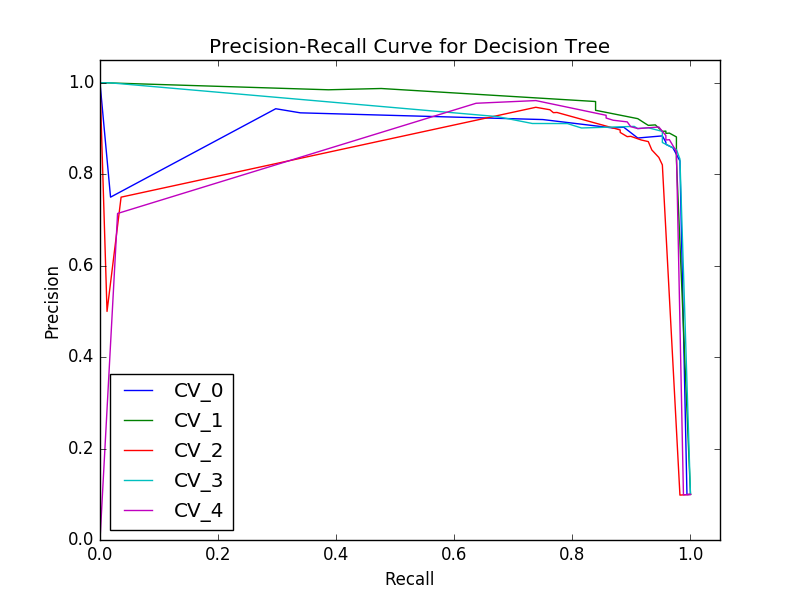 Precision-Recall Curve for Decision Tree
1.0
0.8
0.6
0.4
0.2
0.0
Precision
CV_0
CV_1
CV_2
CV_3
CV_4
0.0 0.2 0.4 0.6 0.8 1.0
Recall